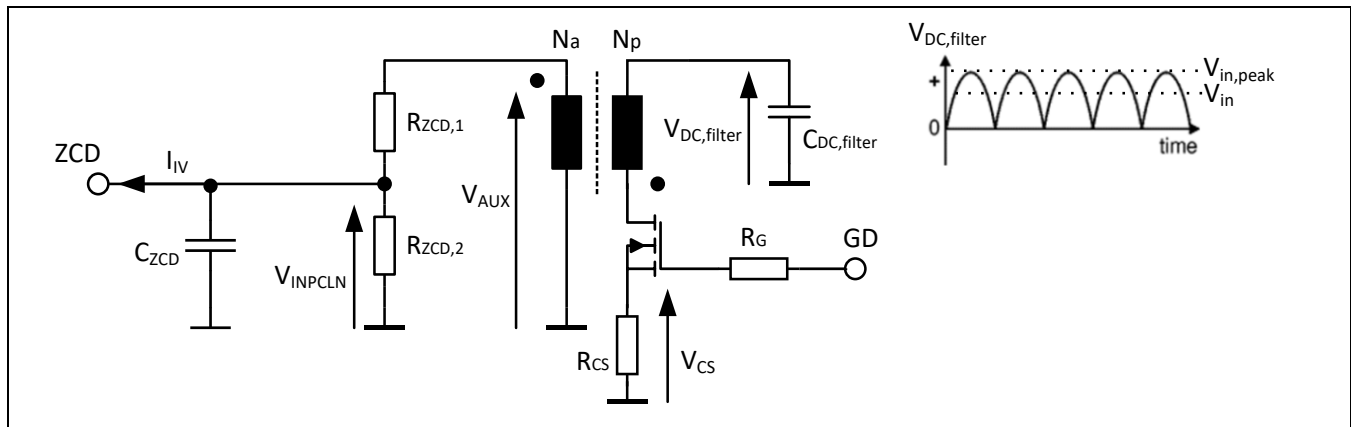 Na
Np
VDC,filter
+
0
Vin,peak
Vin
time
RZCD,1
VDC,filter
CDC,filter
ZCD
IIV
VAUX
CZCD
RZCD,2
VINPCLN
RG
GD
RCS
VCS